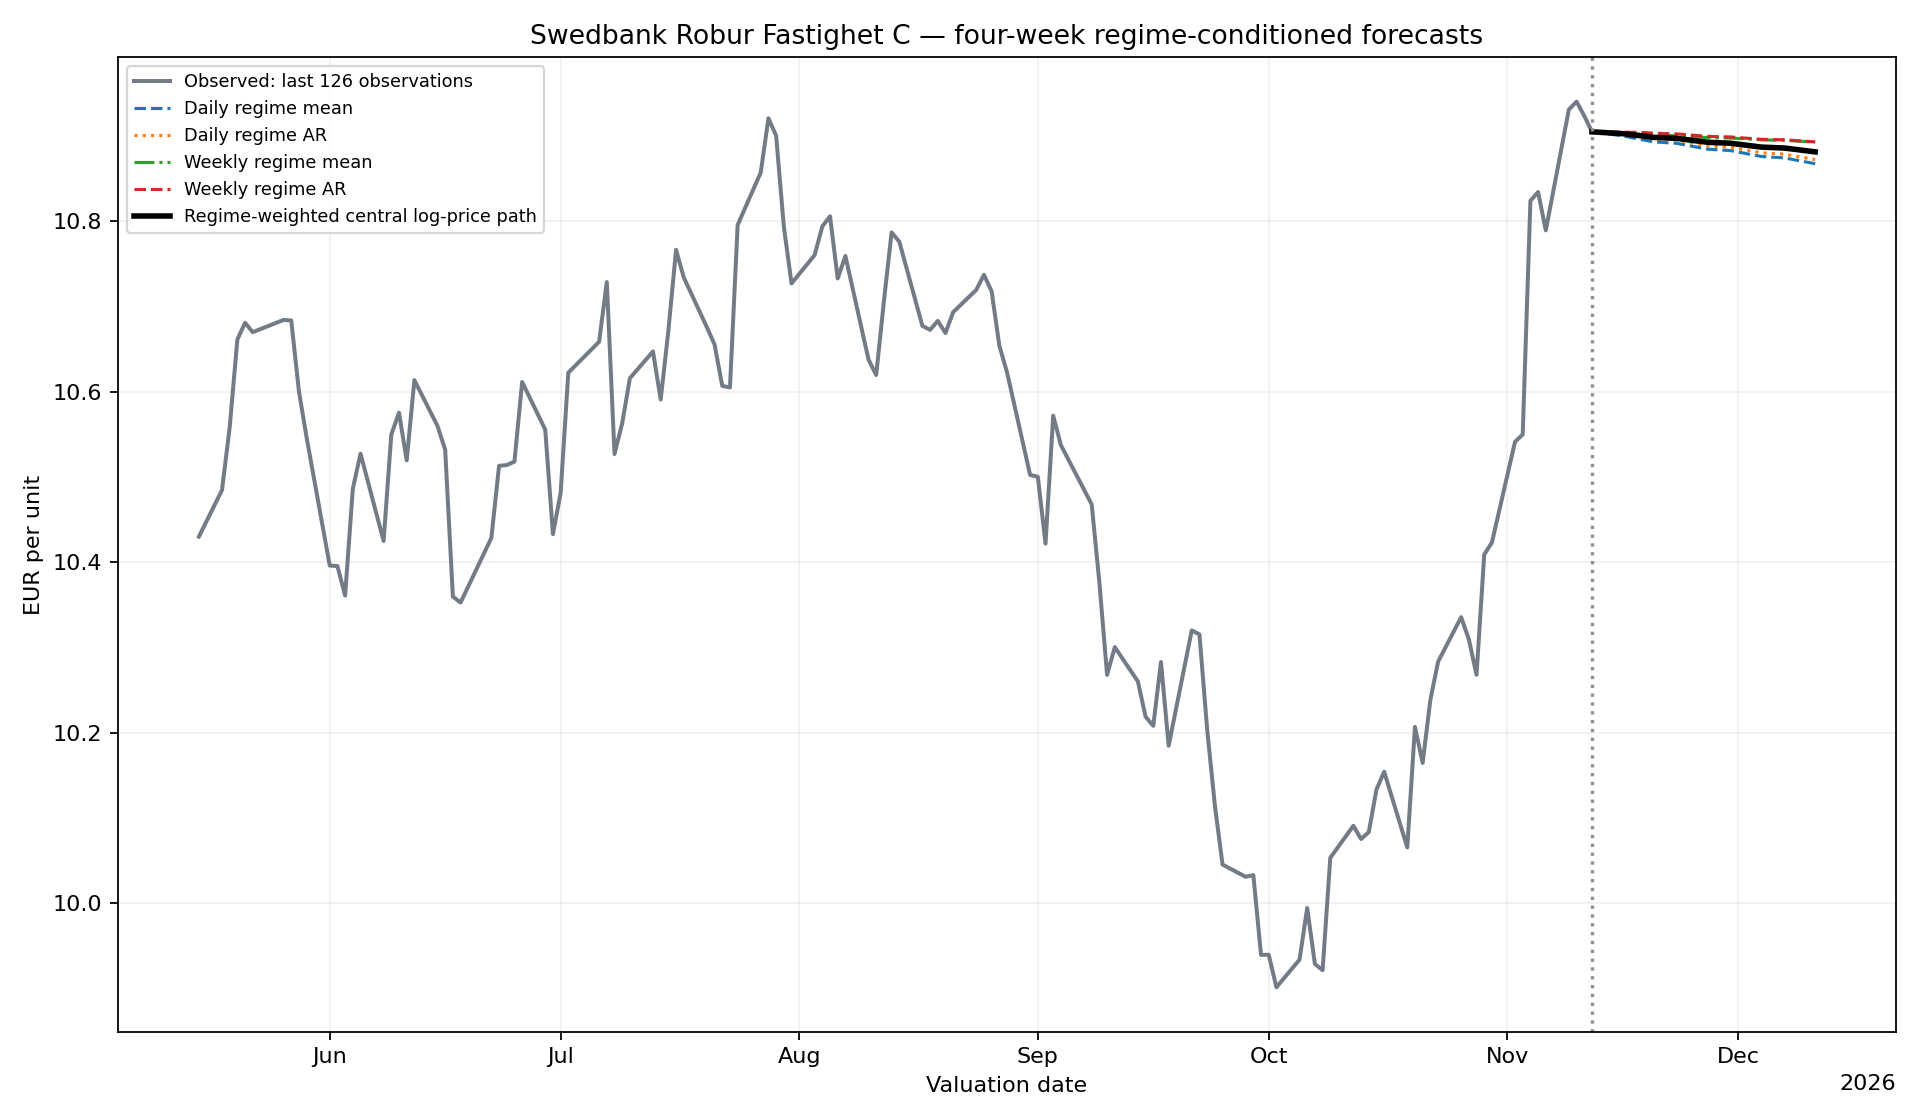 Swedbank Robur Fastighet C — four-week regime-conditioned forecasts
Observed: last 126 observations
Daily regime mean
Daily regime AR
Weekly regime mean
Weekly regime AR
Regime-weighted central log-price path
EUR per unit
10.8
10.6
10.4
10.2
10.0
Jun Jul Aug Sep Oct Nov Dec
Valuation date
2026